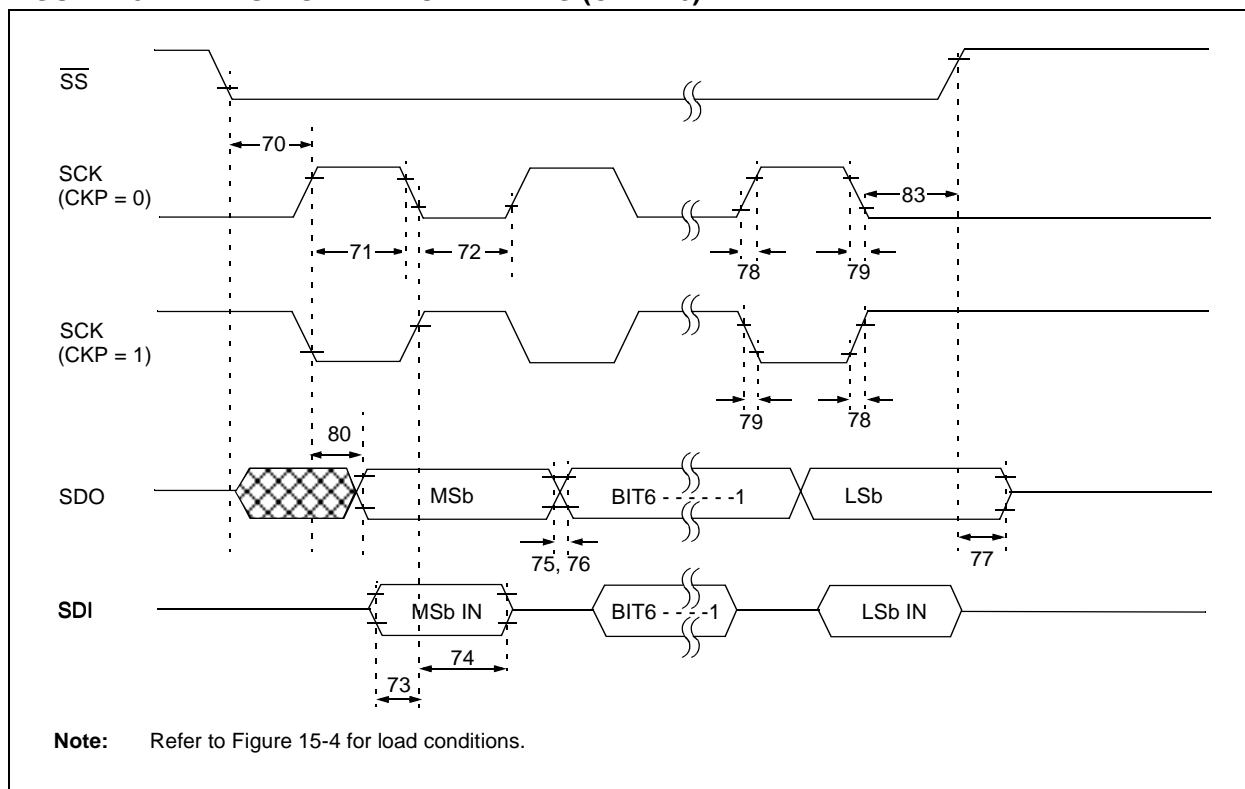 SS
70
SCK
(CKP = 0)
71
72
83
78
79
SCK
(CKP = 1)
79
78
80
SDO
MSb
BIT6 - - - - - -1
LSb
75, 76
77
SDI
MSb IN
BIT6 - - - -1
LSb IN
74
73
Note: Refer to Figure 15-4 for load conditions.